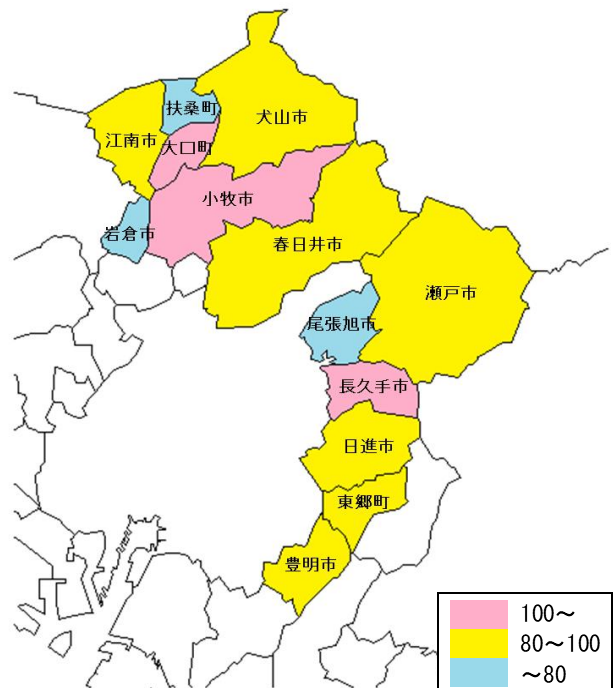 扶桑町
犬山市
江南市
大口町
小牧市
岩倉市
春日井市
瀬戸市
尾張旭市
長久手市
日進市
東郷町
豊明市
100～
80～100
～80